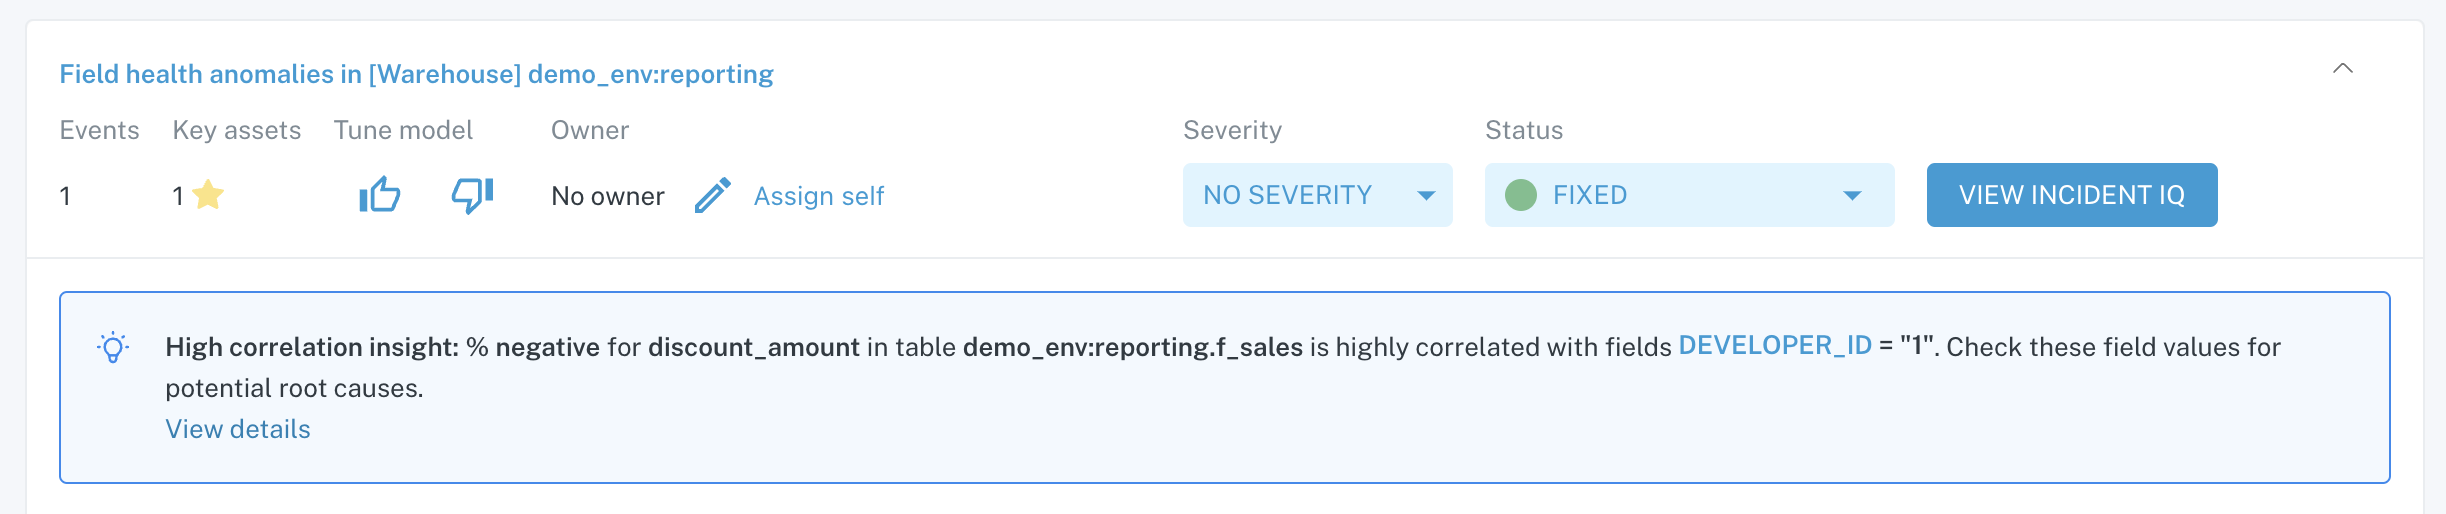 Field health anomalies in [Warehouse] demo_env:reporting
Events Key assets Tune model Owner Severity Status
1 1 No owner Assign self NO SEVERITY FIXED VIEW INCIDENT IQ
High correlation insight: % negative for discount_amount in table demo_env:reporting.f_sales is highly correlated with fields DEVELOPER_ID = "1". Check these field values for
potential root causes.
View details